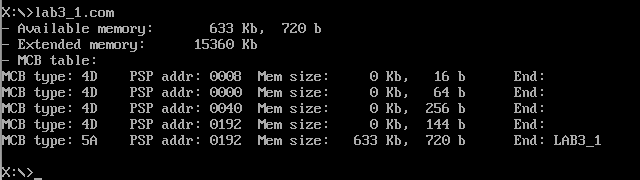 X:\>lab3_1.com
- Available memory:       633 Kb,  720 b
- Extended memory:      15360 Kb
- MCB table:
MCB type: 4D    PSP addr: 0008  Mem size:     0 Kb,   16 b      End:
MCB type: 4D    PSP addr: 0000  Mem size:     0 Kb,   64 b      End:
MCB type: 4D    PSP addr: 0040  Mem size:     0 Kb,  256 b      End:
MCB type: 4D    PSP addr: 0192  Mem size:     0 Kb,  144 b      End:
MCB type: 5A    PSP addr: 0192  Mem size:   633 Kb,  720 b      End: LAB3_1
X:\>_